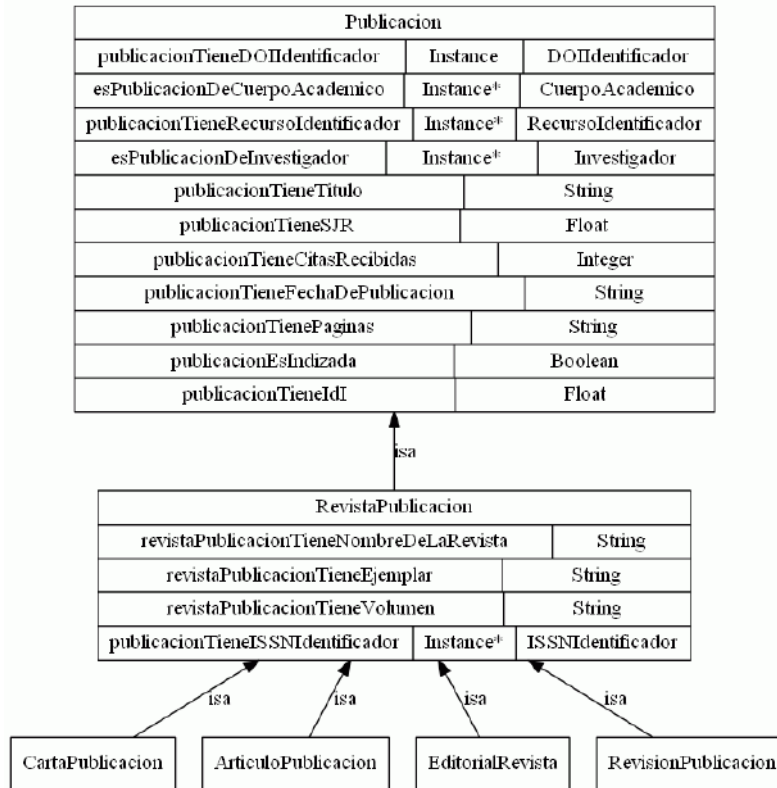 Publicacion
publicacionTieneDOIIdentificador Instance DOIIdentificador
esPublicacionDeCuerpoAcademico Instance* CuerpoAcademico
publicacionTieneRecursoIdentificador Instance* RecursoIdentificador
esPublicacionDeInvestigador Instance* Investigador
publicacionTieneTitulo String
publicacionTieneSJR Float
publicacionTieneCitasRecibidas Integer
publicacionTieneFechaDePublicacion String
publicacionTienePaginas String
publicacionEsIndizada Boolean
publicacionTieneIdI Float
isa
RevistaPublicacion
revistaPublicacionTieneNombreDeLaRevista String
revistaPublicacionTieneEjemplar String
revistaPublicacionTieneVolumen String
publicacionTieneISSNIdentificador Instance* ISSNIdentificador
isa isa isa isa
CartaPublicacion ArticuloPublicacion EditorialRevista RevisionPublicacion